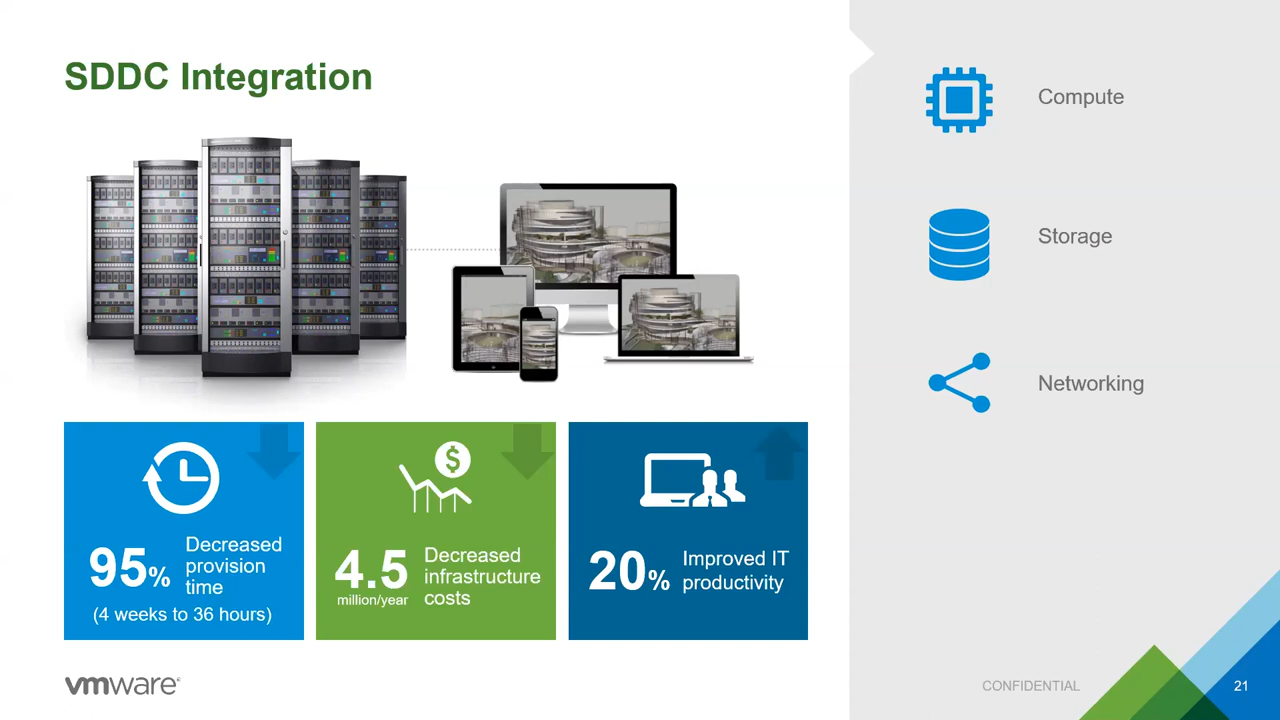 SDDC Integration
Compute
Storage
Networking
95%
Decreased
provision
time
(4 weeks to 36 hours)
$
4.5
million/year
Decreased
infrastructure
costs
20%
Improved IT
productivity
vmware®
CONFIDENTIAL
21